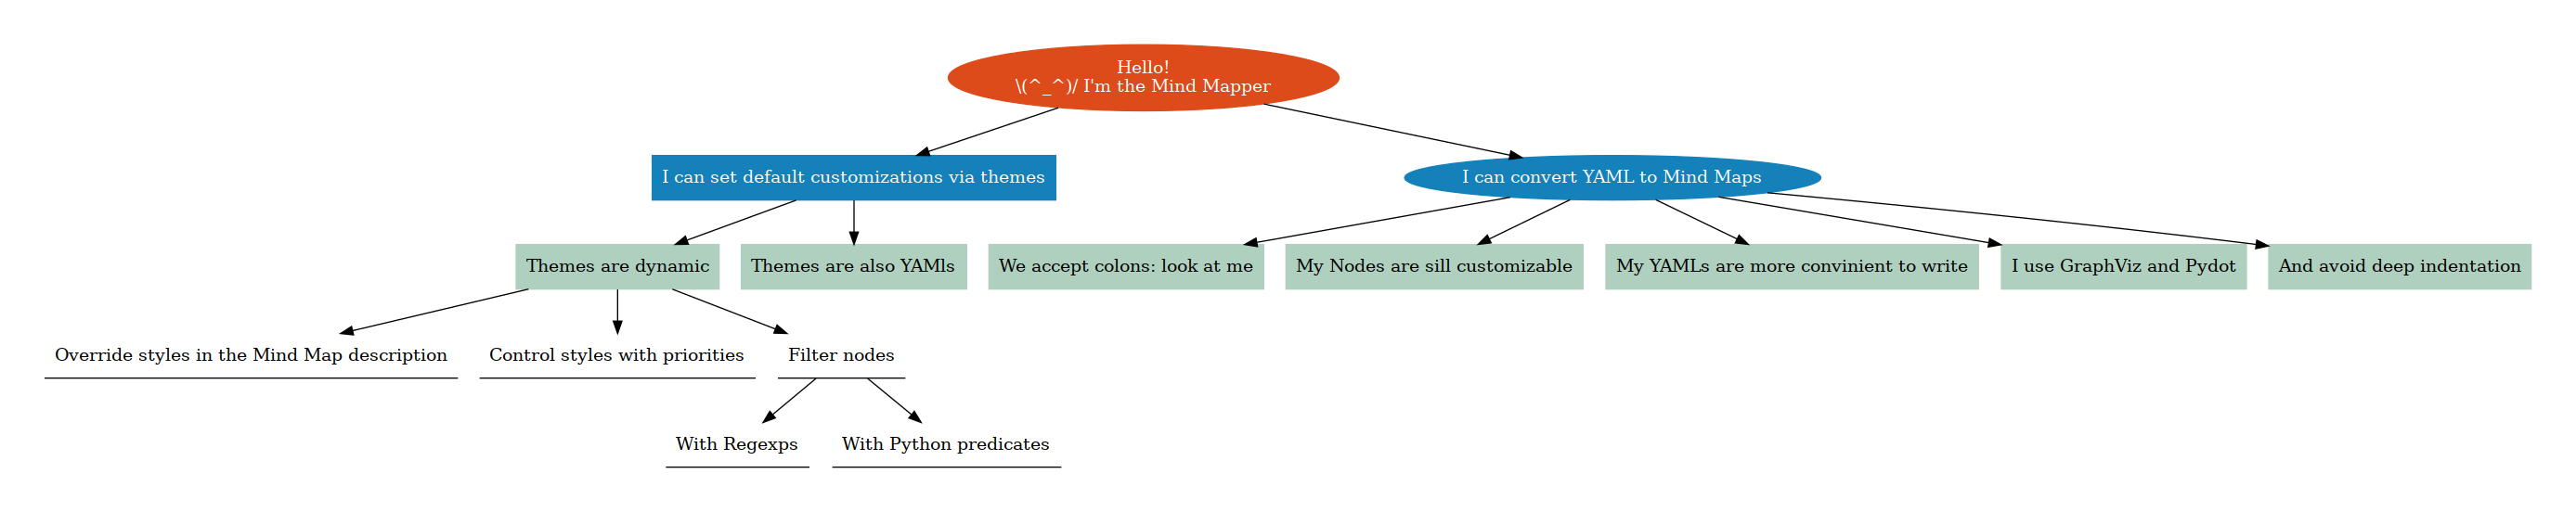 Hello!
\(^_^)/ I'm the Mind Mapper
I can set default customizations via themes
I can convert YAML to Mind Maps
Themes are dynamic
Themes are also YAMls
We accept colons: look at me
My Nodes are sill customizable
My YAMLs are more convinient to write
I use GraphViz and Pydot
And avoid deep indentation
Override styles in the Mind Map description
Control styles with priorities
Filter nodes
With Regexps
With Python predicates